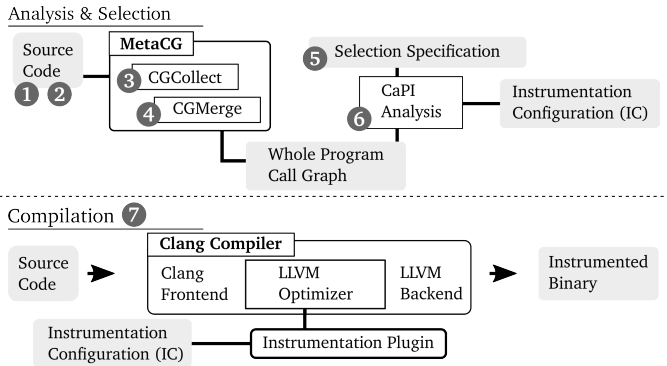 Analysis & Selection
Source
Code
1 2
MetaCG
3 CGCollect
4 CGMerge
5 Selection Specification
CaPI
6 Analysis
Instrumentation
Configuration (IC)
Whole Program
Call Graph
Compilation 7
Source
Code
Clang Compiler
Clang
Frontend
LLVM
Optimizer
LLVM
Backend
Instrumented
Binary
Instrumentation
Configuration (IC)
Instrumentation Plugin